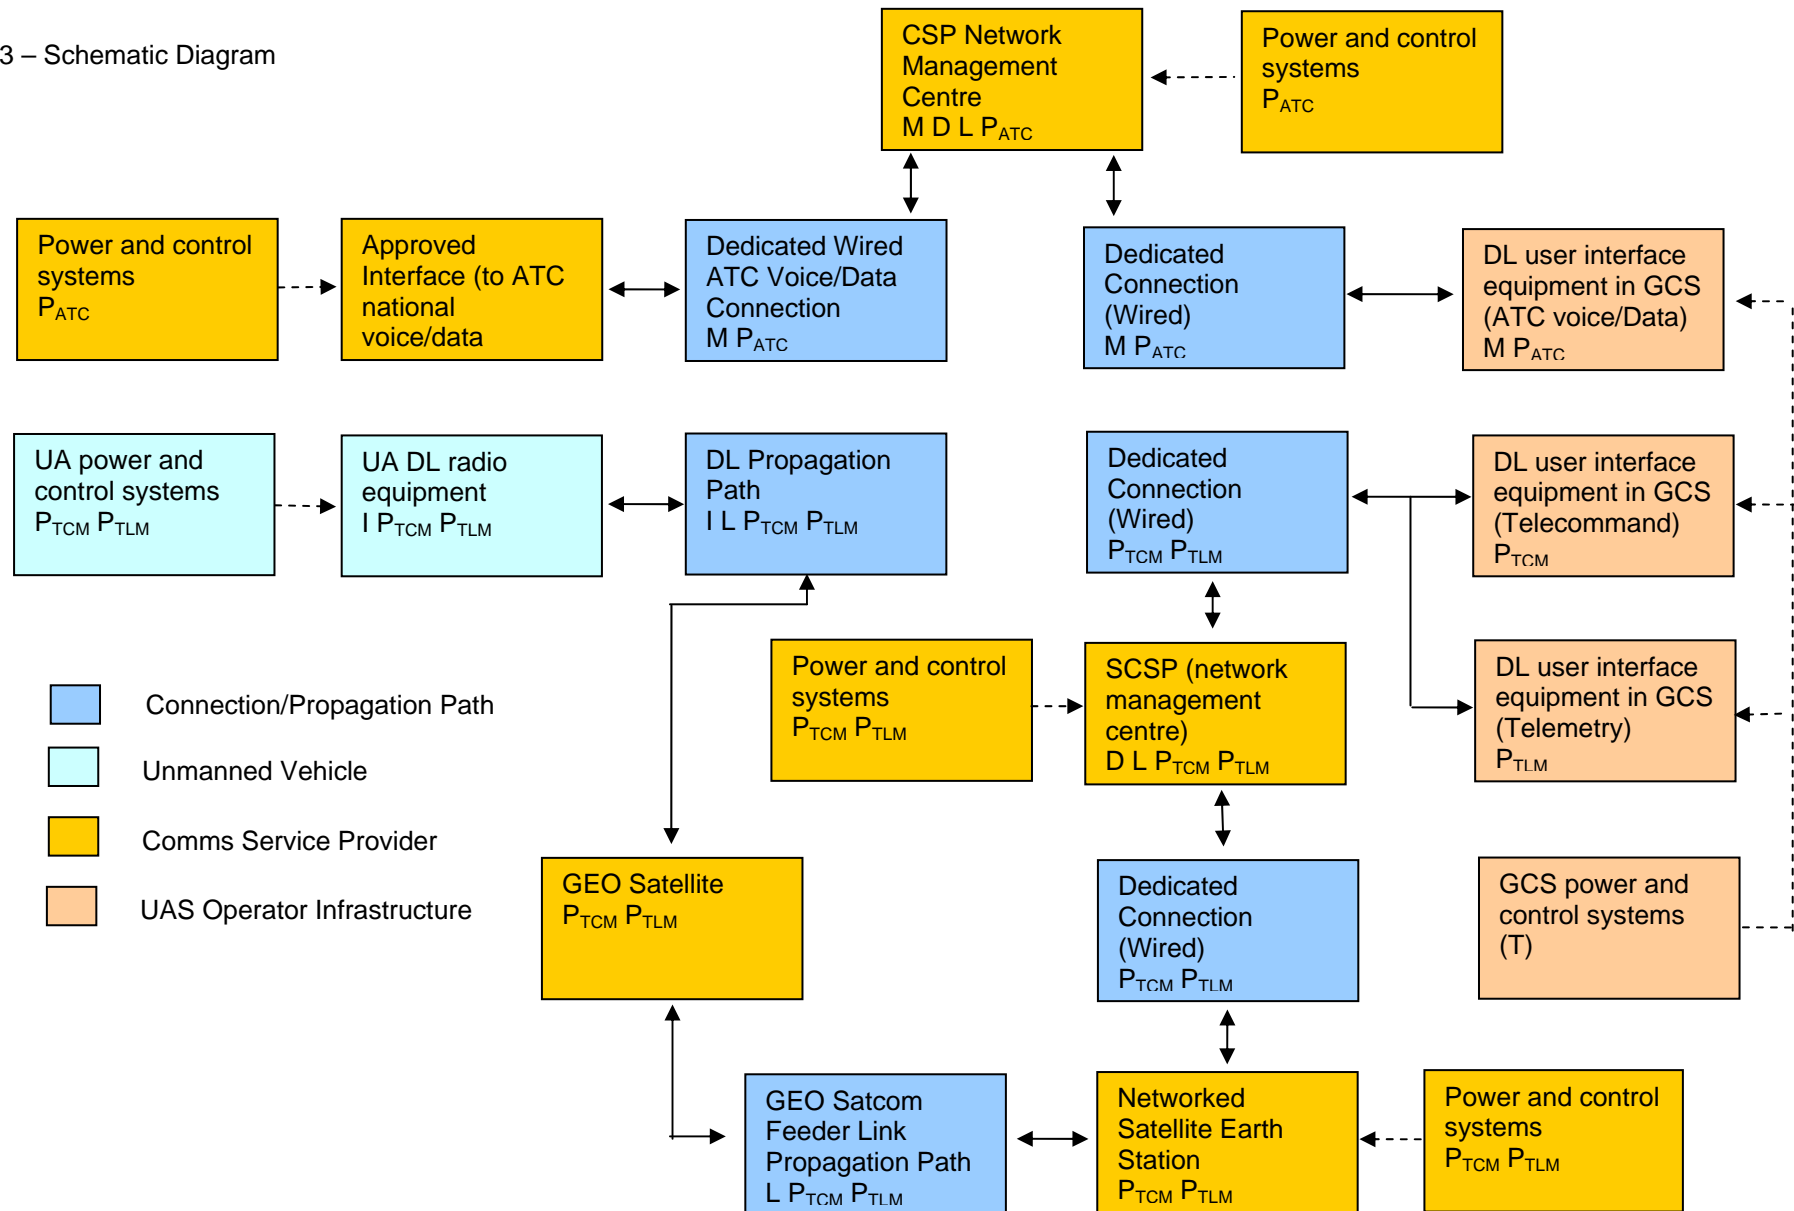 3 – Schematic Diagram
CSP Network
Management
Centre
M D L PATC
Power and control
systems
PATC
Power and control
systems
PATC
Approved
Interface (to ATC
national
voice/data
Dedicated Wired
ATC Voice/Data
Connection
M PATC
Dedicated
Connection
(Wired)
M PATC
DL user interface
equipment in GCS
(ATC voice/Data)
M PATC
UA power and
control systems
PTCM PTLM
UA DL radio
equipment
I PTCM PTLM
DL Propagation
Path
I L PTCM PTLM
Dedicated
Connection
(Wired)
PTCM PTLM
DL user interface
equipment in GCS
(Telecommand)
PTCM
Power and control
systems
PTCM PTLM
SCSP (network
management
centre)
D L PTCM PTLM
DL user interface
equipment in GCS
(Telemetry)
PTLM
Connection/Propagation Path
Unmanned Vehicle
Comms Service Provider
UAS Operator Infrastructure
GEO Satellite
PTCM PTLM
Dedicated
Connection
(Wired)
PTCM PTLM
GCS power and
control systems
(T)
GEO Satcom
Feeder Link
Propagation Path
L PTCM PTLM
Networked
Satellite Earth
Station
PTCM PTLM
Power and control
systems
PTCM PTLM